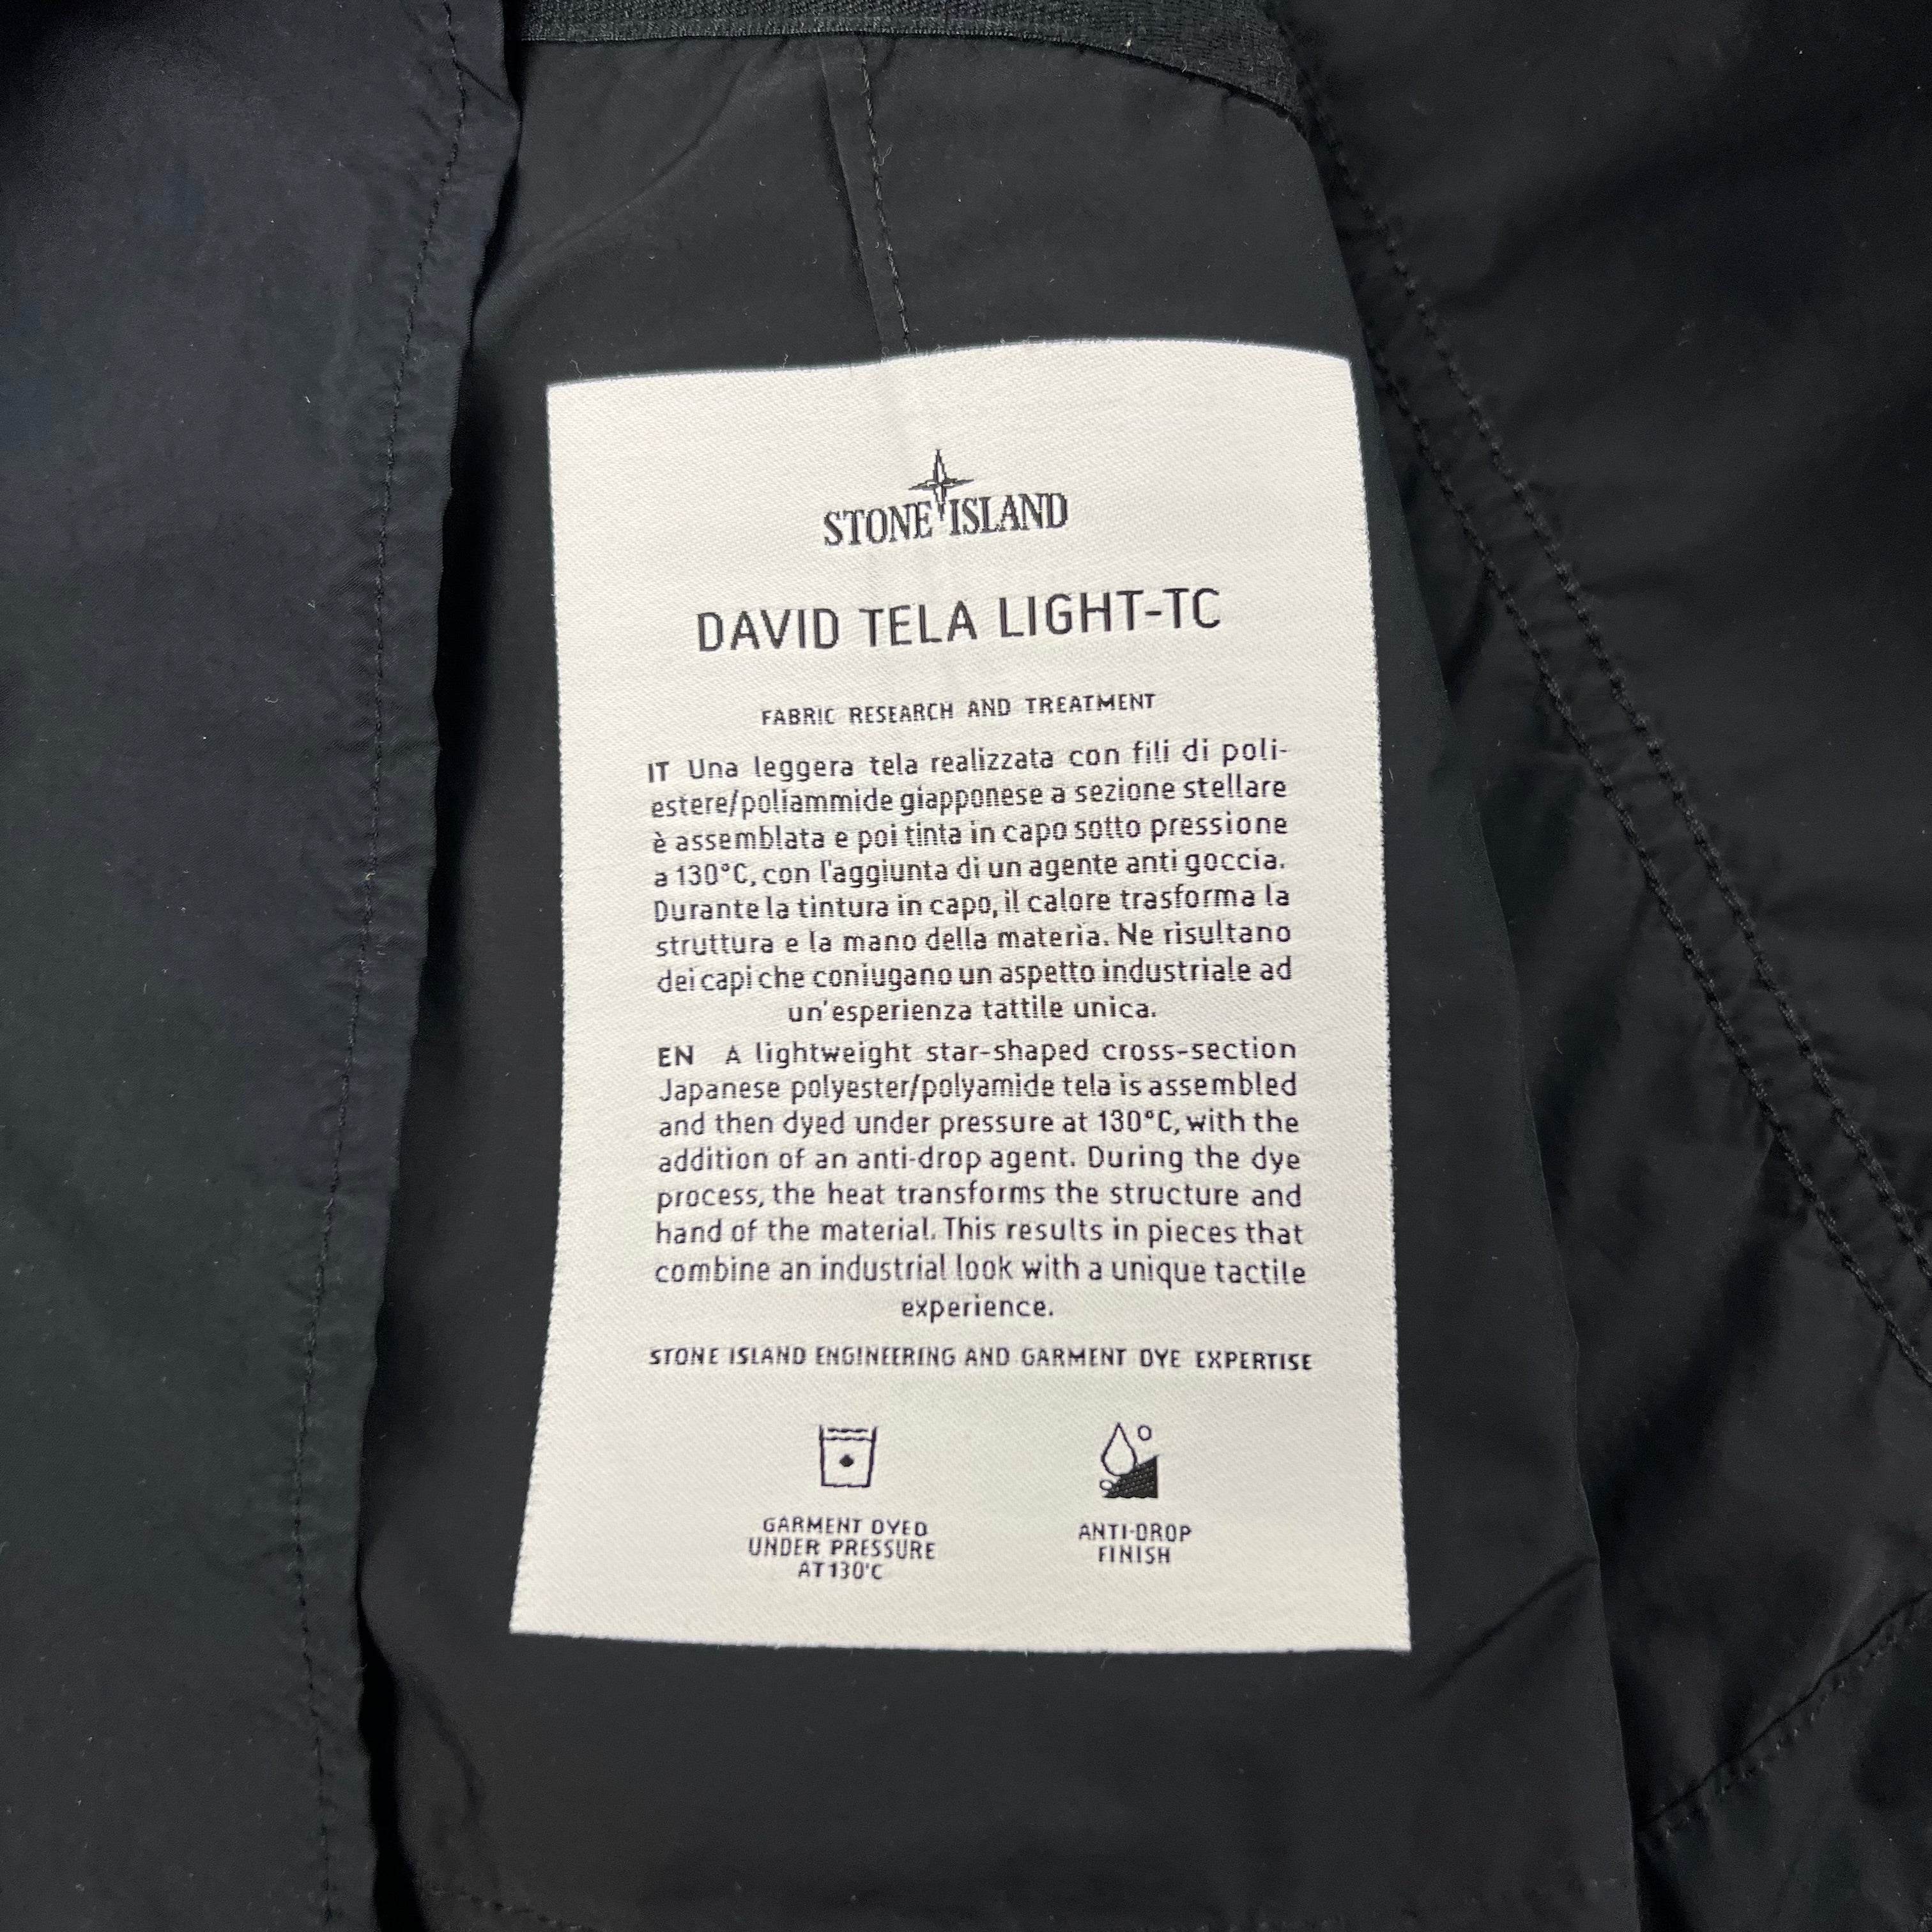 STONE ISLAND
DAVID TELA LIGHT-TC
FABRIC RESEARCH AND TREATMENT
IT Una leggera tela realizzata con fili di poli-
estere/poliammide giapponese a sezione stellare
è assemblata e poi tinta in capo sotto pressione
a 130°C, con l'aggiunta di un agente anti goccia.
Durante la tintura in capo, il calore trasforma la
struttura e la mano della materia. Ne risultano
dei capi che coniugano un aspetto industriale ad
un'esperienza tattile unica.
EN A lightweight star-shaped cross-section
Japanese polyester/polyamide tela is assembled
and then dyed under pressure at 130°C, with the
addition of an anti-drop agent. During the dye
process, the heat transforms the structure and
hand of the material. This results in pieces that
combine an industrial look with a unique tactile
experience.
STONE ISLAND ENGINEERING AND GARMENT DYE EXPERTISE
GARMENT DYED
UNDER PRESSURE
AT 130°C
ANTI-DROP
FINISH